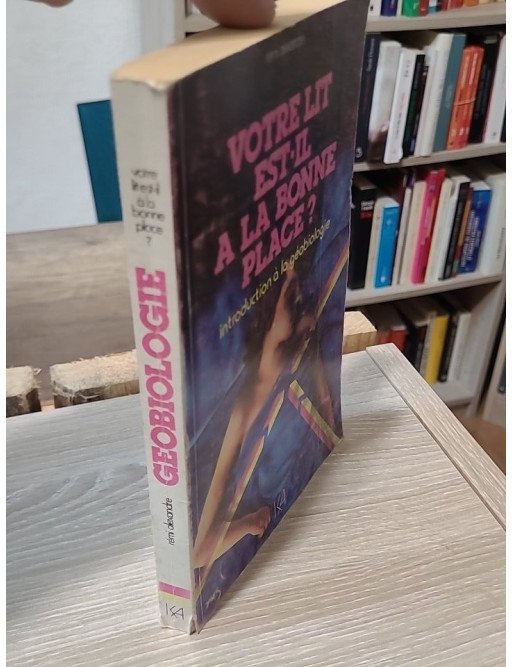 VOTRE LIT
EST-IL
A LA BONNE
PLACE ?
introduction à la géobiologie
votre
lit est-il
à la
bonne
place
?
GEOBIOLOGIE
rémi alexandre